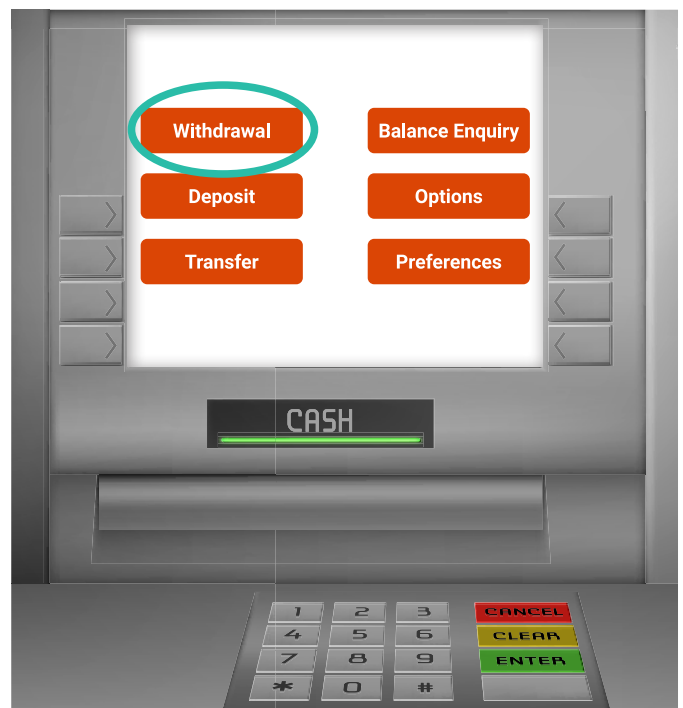 Withdrawal
Balance Enquiry
Deposit
Options
Transfer
Preferences
CASH
1 2 3 CANCEL
4 5 6 CLEAR
7 8 9 ENTER
* 0 #